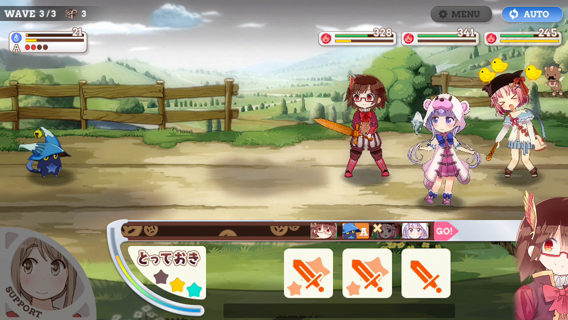 WAVE 3/3 3
MENU
AUTO
21
A
328
341
245
GO!
とっておき
SUPPORT